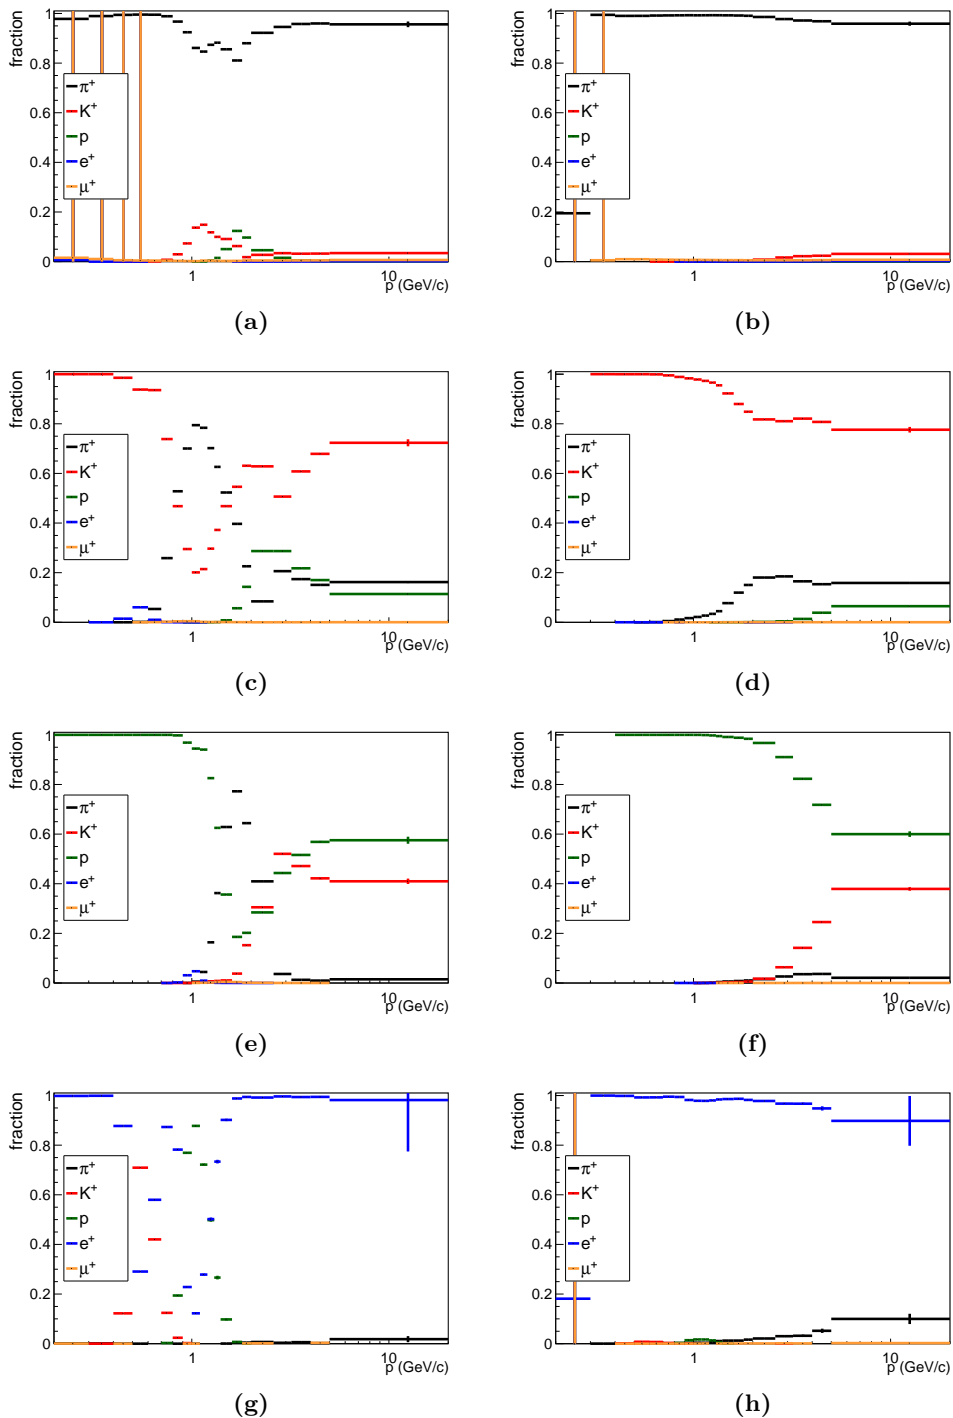 fraction
1
0.8
0.6
0.4
0.2
0
π⁺
K⁺
p
e⁺
μ⁺
1
10
p (GeV/c)
(a)
fraction
1
0.8
0.6
0.4
0.2
0
π⁺
K⁺
p
e⁺
μ⁺
1
10
p (GeV/c)
(b)
fraction
1
0.8
0.6
0.4
0.2
0
π⁺
K⁺
p
e⁺
μ⁺
1
10
p (GeV/c)
(c)
fraction
1
0.8
0.6
0.4
0.2
0
π⁺
K⁺
p
e⁺
μ⁺
1
10
p (GeV/c)
(d)
fraction
1
0.8
0.6
0.4
0.2
0
π⁺
K⁺
p
e⁺
μ⁺
1
10
p (GeV/c)
(e)
fraction
1
0.8
0.6
0.4
0.2
0
π⁺
K⁺
p
e⁺
μ⁺
1
10
p (GeV/c)
(f)
fraction
1
0.8
0.6
0.4
0.2
0
π⁺
K⁺
p
e⁺
μ⁺
1
10
p (GeV/c)
(g)
fraction
1
0.8
0.6
0.4
0.2
0
π⁺
K⁺
p
e⁺
μ⁺
1
10
p (GeV/c)
(h)